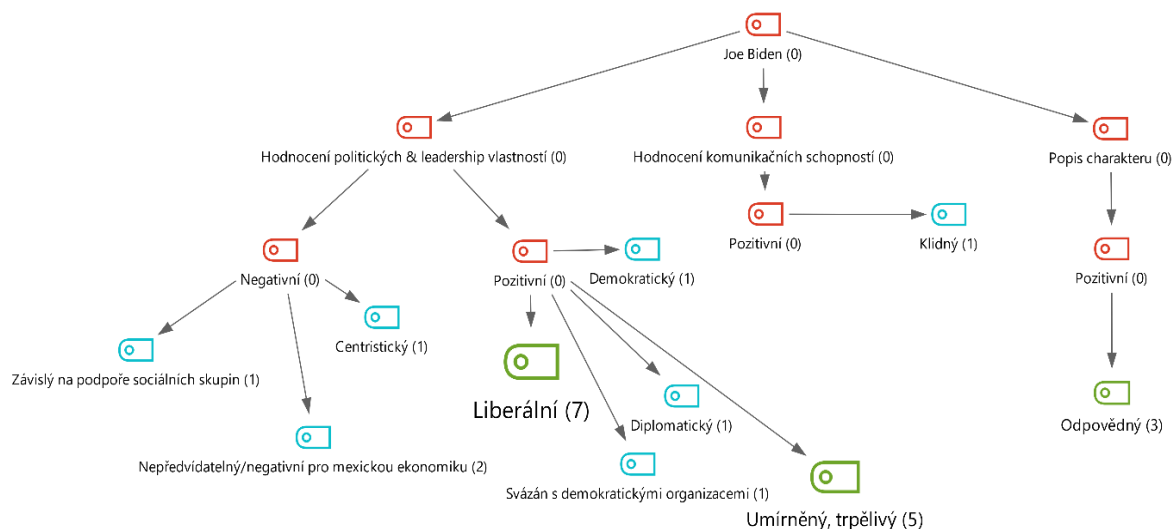 Joe Biden (0)
Hodnocení politických & leadership vlastností (0)
Hodnocení komunikačních schopností (0)
Popis charakteru (0)
Negativní (0)
Pozitivní (0)
Demokratický (1)
Pozitivní (0)
Klidný (1)
Pozitivní (0)
Centristický (1)
Závislý na podpoře sociálních skupin (1)
Liberální (7)
Diplomatický (1)
Odpovědný (3)
Nepředvídatelný/negativní pro mexickou ekonomiku (2)
Svázán s demokratickými organizacemi (1)
Umírněný, trpělivý (5)